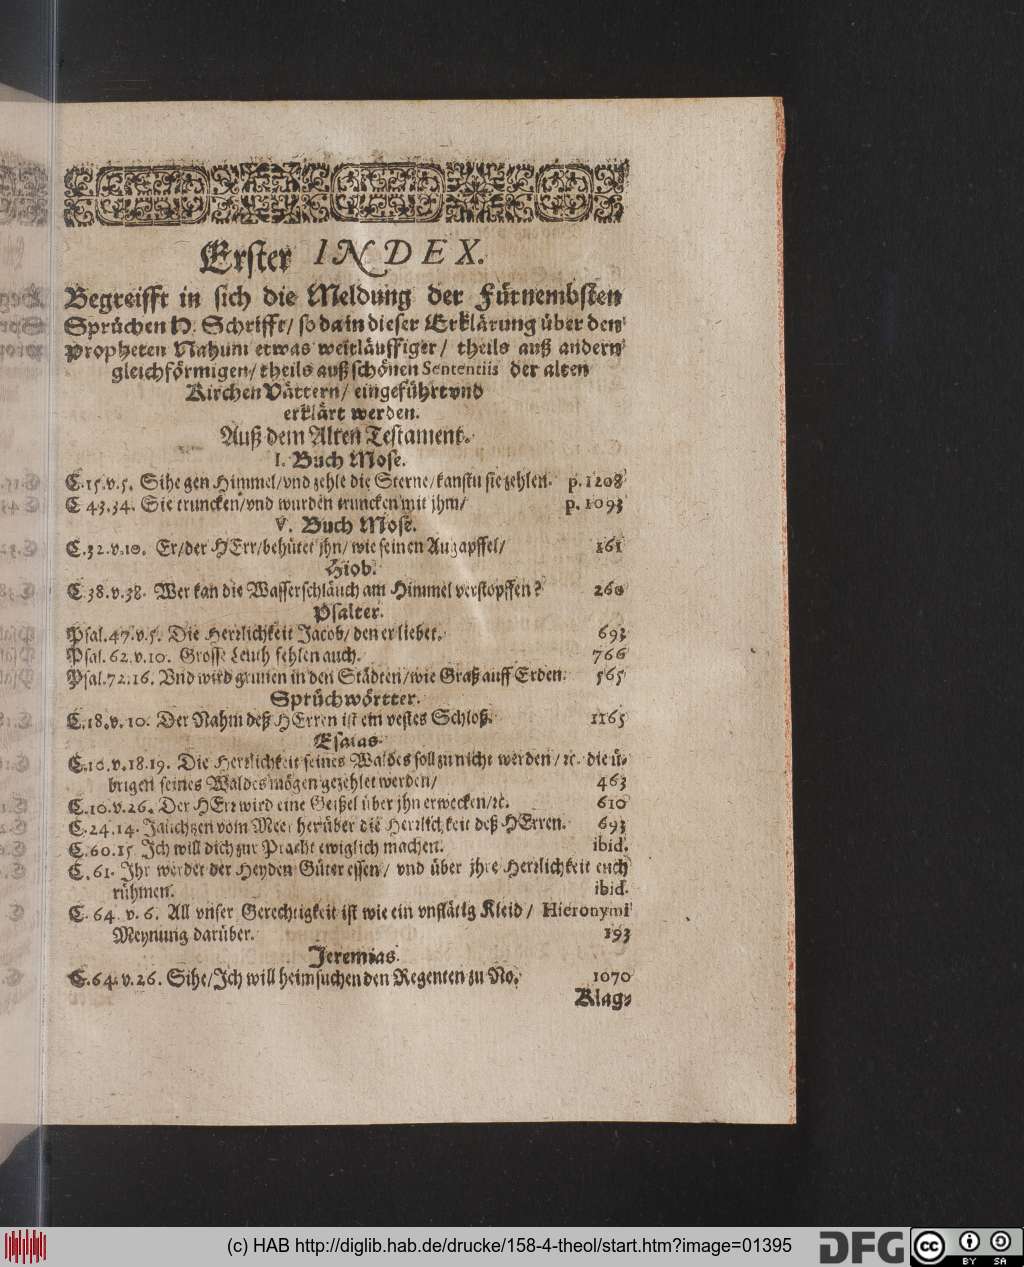 Erster INDEX.
Begreifft in sich die Meldung der Fürnembsten
Sprüchen H. Schrifft / so da in dieser Erklärung über den
Propheten Nahum etwas weitläuffiger / theils auß andern
gleichförmigen / theils auß schönen Sententiis der alten
Kirchen Vättern / eingeführt vnd
erklärt werden.
Auß dem Alten Testament.
I. Buch Mose.
C. 15. v. 5. Sihe gen Himmel / vnd zehle die Sterne / kanstu sie zehlen. p. 1208
C 43. 34. Sie truncken / vnd wurden truncken mit jhm / p. 1093
V. Buch Mose.
C. 32. v. 10. Er / der HErr / behütet jhn / wie seinen Augapffel / 161
Hiob.
C. 38. v. 38. Wer kan die Wasserschläuch am Himmel verstopffen? 260
Psalter.
Psal. 47. v. 5. Die Herrlichkeit Jacob / den er liebet. 693
Psal. 62. v. 10. Grosse Leuth fehlen auch. 766
Psal. 72. 16. Vnd wird grunen in den Städten / wie Graß auff Erden. 565
Sprüchwörtter.
C. 18. v. 10. Der Nahm deß HErren ist ein vestes Schloß. 1165
Esaias.
C. 10. v. 18. 19. Die Herrlichkeit seines Waldes soll zu nicht werden / ꝛc. die ü-
brigen seines Waldes mögen gezehlet werden / 463
C. 10. v. 26. Der HErr wird eine Geißel über jhn erwecken / ꝛc. 610
C. 24. 14. Jauchzen vom Meer herüber die Herrlichkeit deß HErren. 693
C. 60. 15 Jch will dich zur Pracht ewiglich machen. ibid.
C. 61. Jhr werdet der Heyden Güter essen / vnd über jhre Herrlichkeit euch
rühmen. ibid.
C. 64. v. 6. All vnser Gerechtigkeit ist wie ein vnflätig Kleid / Hieronymi
Meynung darüber. 193
Jeremias.
C. 64. v. 26. Sihe / Jch will heimsuchen den Regenten zu No. 1070
Klag-
(c) HAB http://diglib.hab.de/drucke/158-4-theol/start.htm?image=01395
DFG
cc
BY SA